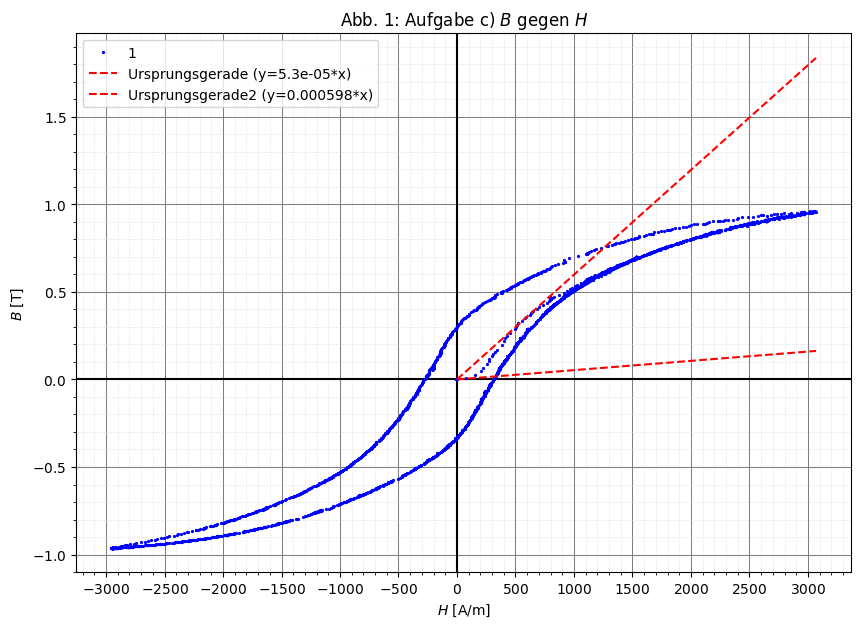 Abb. 1: Aufgabe c) B gegen H
1
Ursprungsgerade (y=5.3e-05*x)
Ursprungsgerade2 (y=0.000598*x)
1.5
1.0
0.5
0.0
−0.5
−1.0
B [T]
−3000 −2500 −2000 −1500 −1000 −500 0 500 1000 1500 2000 2500 3000
H [A/m]